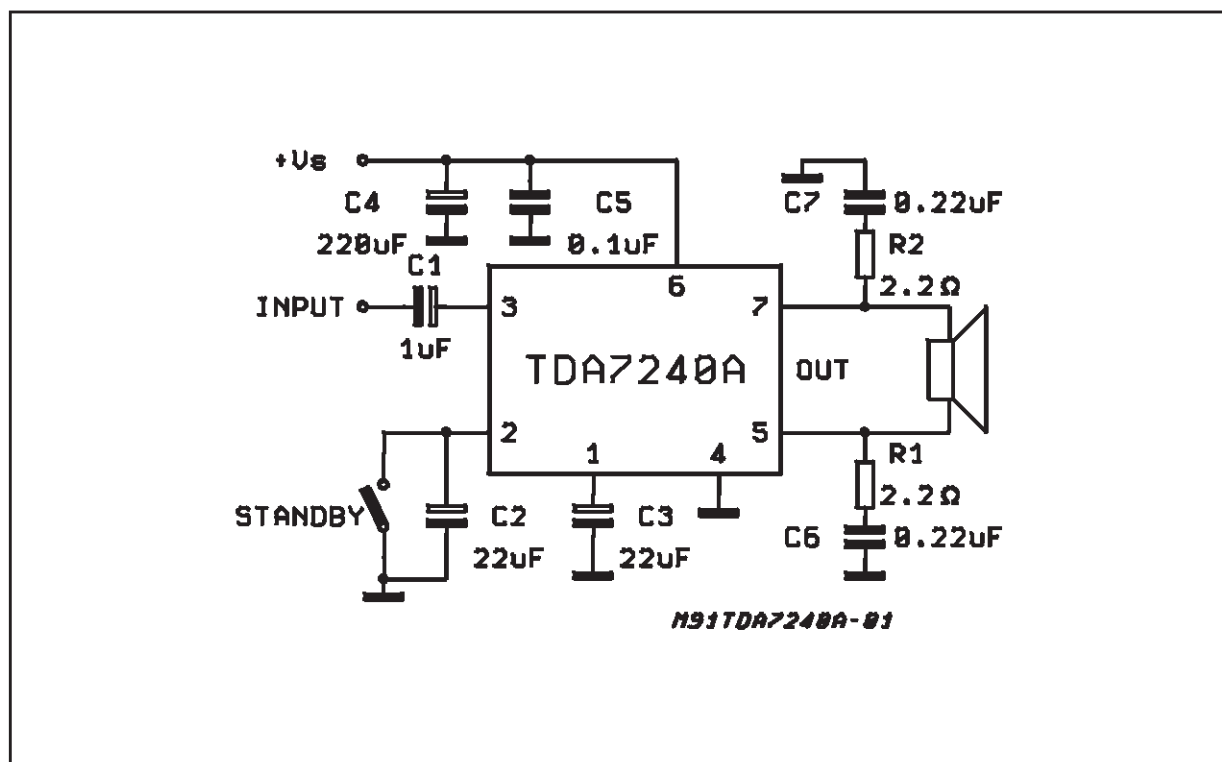 +Vs
C4
220uF
C5
0.1uF
C7
0.22uF
R2
2.2Ω
C1
INPUT
1uF
3
6
7
TDA7240A
OUT
2
1
4
5
STANDBY
C2
22uF
C3
22uF
R1
2.2Ω
C6
0.22uF
M91TDA7240A-01